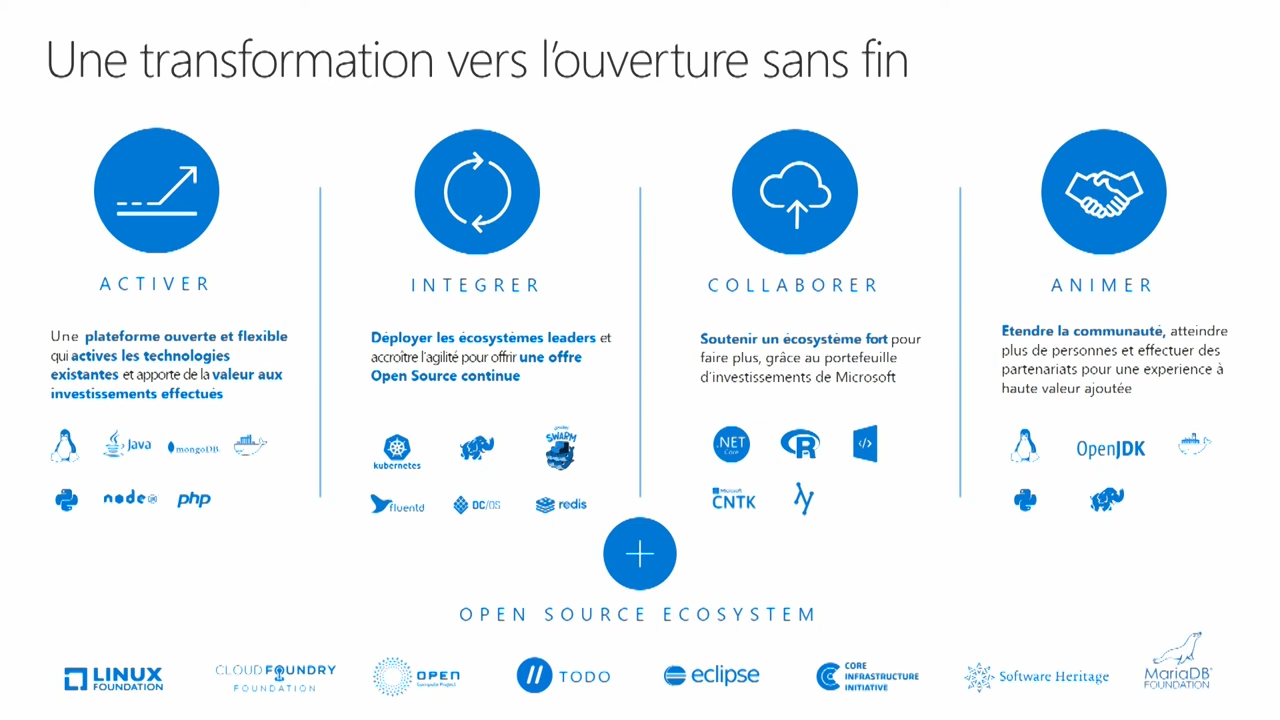 Une transformation vers l'ouverture sans fin
ACTIVER
Une plateforme ouverte et flexible
qui actives les technologies
existantes et apporte de la valeur aux
investissements effectués
Java
mongoDB.
node
php
INTEGRER
Déployer les écosystèmes leaders et
accroître l'agilité pour offrir une offre
Open Source continue
kubernetes
SWARM
fluentd
DC/OS
redis
COLLABORER
Soutenir un écosystème fort pour
faire plus, grâce au portefeuille
d'investissements de Microsoft
.NET
Core
R
</>
Microsoft
CNTK
ANIMER
Etendre la communauté, atteindre
plus de personnes et effectuer des
partenariats pour une experience à
haute valeur ajoutée
OpenJDK
OPEN SOURCE ECOSYSTEM
LINUX
FOUNDATION
CLOUD FOUNDRY
FOUNDATION
OPEN
Compute Project
TODO
eclipse
CORE
INFRASTRUCTURE
INITIATIVE
Software Heritage
MariaDB
FOUNDATION